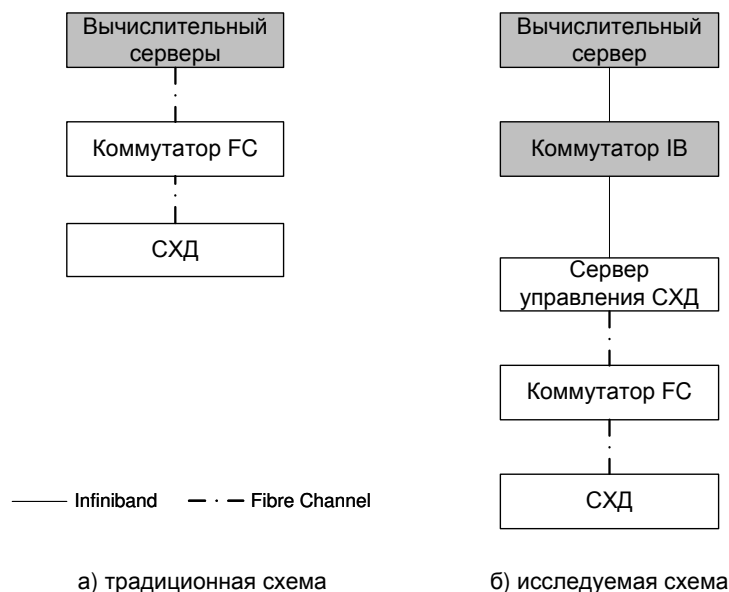 Вычислительный
серверы
Коммутатор FC
СХД
Вычислительный
сервер
Коммутатор IB
Сервер
управления СХД
Коммутатор FC
СХД
Infiniband
Fibre Channel
а) традиционная схема
б) исследуемая схема